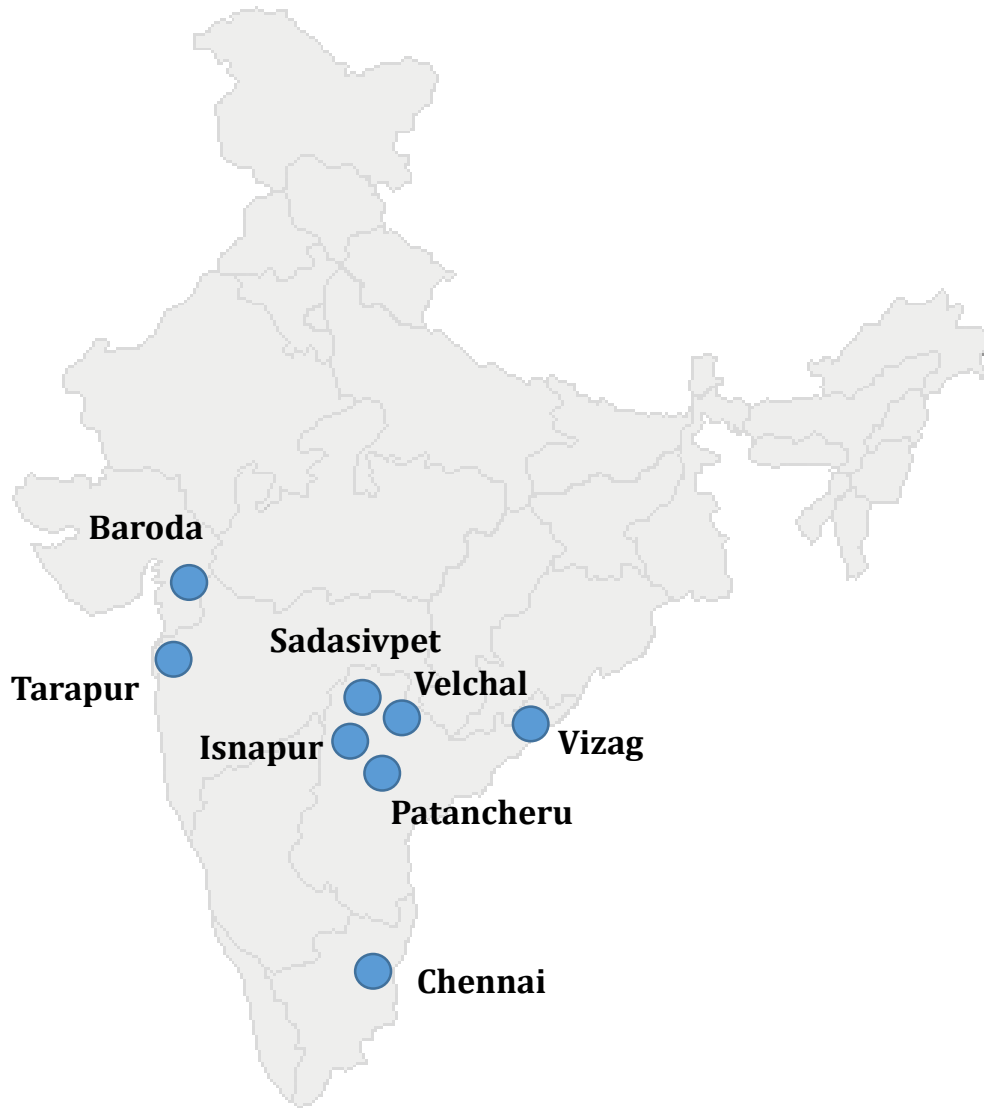 Baroda
Sadasivpet
Velchal
Tarapur
Isnapur
Vizag
Patancheru
Chennai